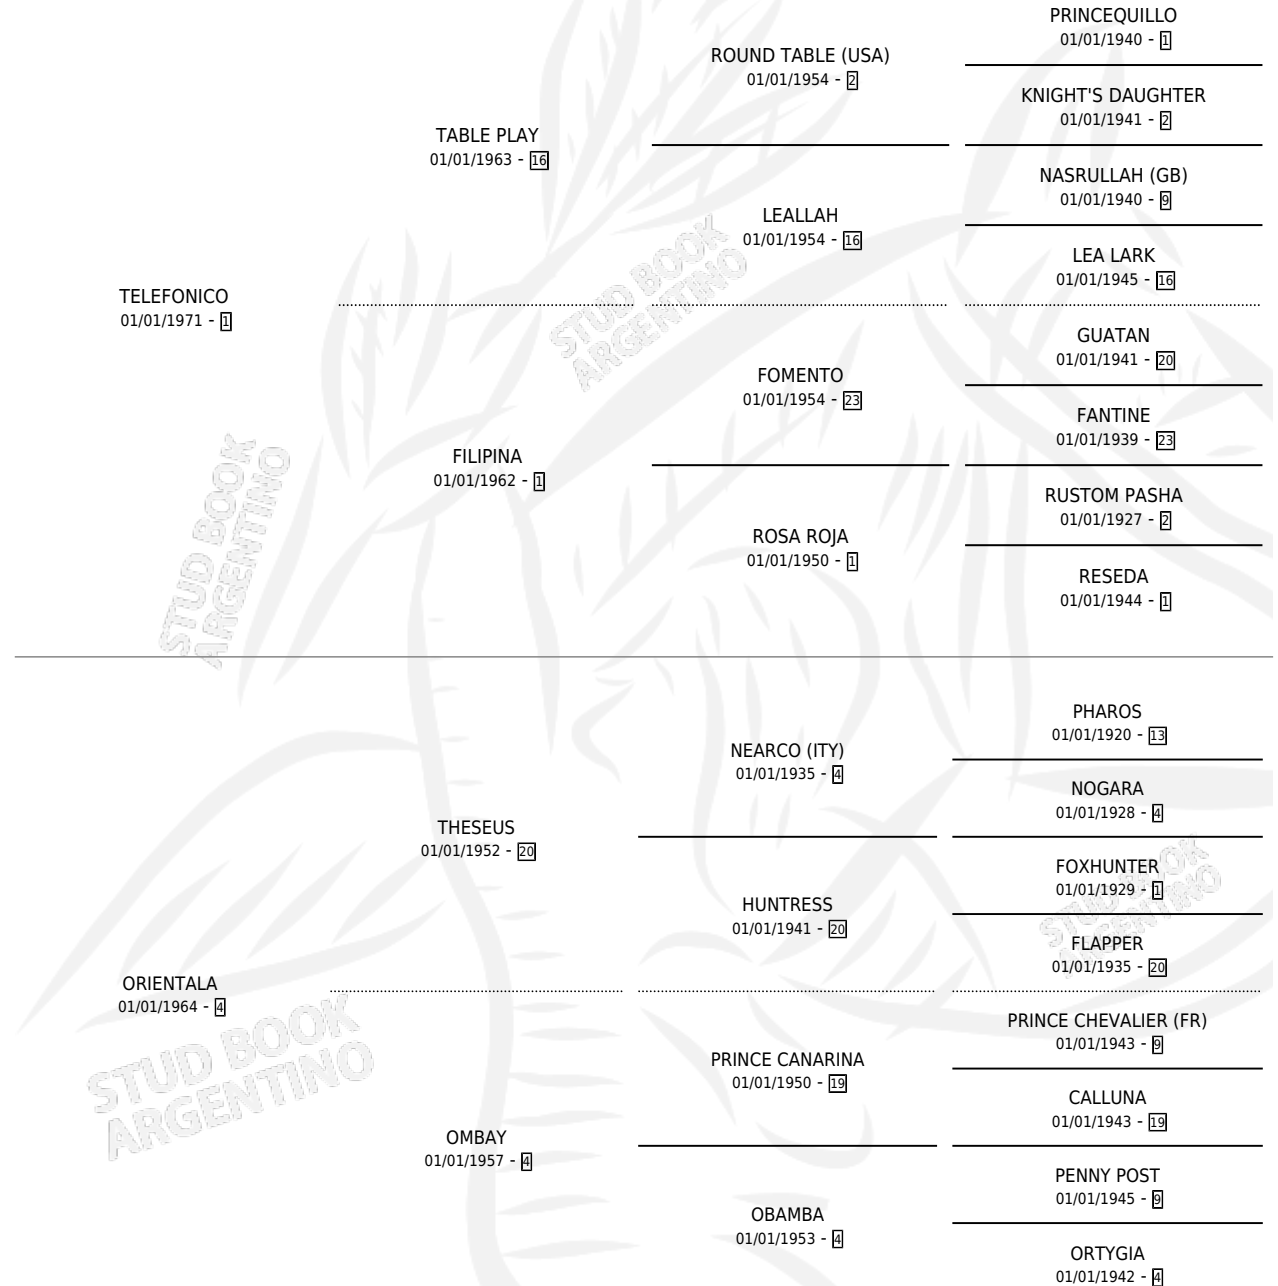 PRINCEQUILLO
01/01/1940 - 1
ROUND TABLE (USA)
01/01/1954 - 2
KNIGHT'S DAUGHTER
01/01/1941 - 2
TABLE PLAY
01/01/1963 - 16
NASRULLAH (GB)
01/01/1940 - 9
LEALLAH
01/01/1954 - 16
LEA LARK
01/01/1945 - 16
TELEFONICO
01/01/1971 - 1
GUATAN
01/01/1941 - 20
FOMENTO
01/01/1954 - 23
FANTINE
01/01/1939 - 23
FILIPINA
01/01/1962 - 1
RUSTOM PASHA
01/01/1927 - 2
ROSA ROJA
01/01/1950 - 1
RESEDA
01/01/1944 - 1
PHAROS
01/01/1920 - 13
NEARCO (ITY)
01/01/1935 - 4
NOGARA
01/01/1928 - 4
THESEUS
01/01/1952 - 20
FOXHUNTER
01/01/1929 - 1
HUNTRESS
01/01/1941 - 20
FLAPPER
01/01/1935 - 20
ORIENTALA
01/01/1964 - 4
PRINCE CHEVALIER (FR)
01/01/1943 - 9
PRINCE CANARINA
01/01/1950 - 19
CALLUNA
01/01/1943 - 19
OMBAY
01/01/1957 - 4
PENNY POST
01/01/1945 - 9
OBAMBA
01/01/1953 - 4
ORTYGIA
01/01/1942 - 4
STUD BOOK
ARGENTINO
STUD BOOK
ARGENTINO
STUD BOOK
ARGENTINO
STUD BOOK
ARGENTINO